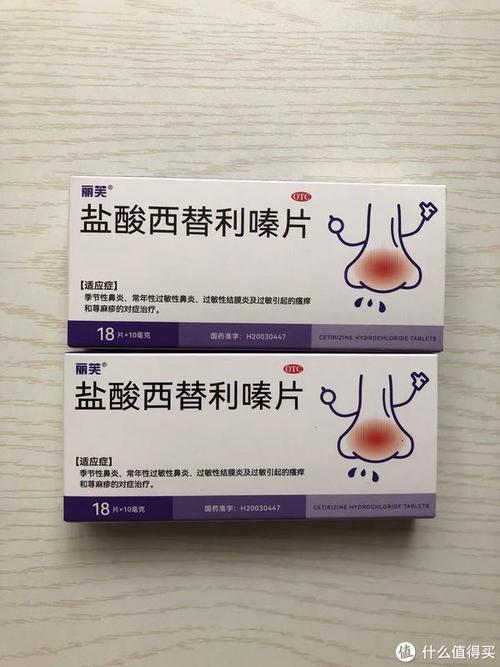 丽芙®
OTC
盐酸西替利嗪片
【适应症】
季节性鼻炎、常年性过敏性鼻炎、过敏性结膜炎及过敏引起的瘙痒
和荨麻疹的对症治疗。
18片×10毫克
国药准字：H20030447
CETIRIZINE HYDROCHLORIDE TABLETS
丽芙®
OTC
盐酸西替利嗪片
【适应症】
季节性鼻炎、常年性过敏性鼻炎、过敏性结膜炎及过敏引起的瘙痒
和荨麻疹的对症治疗。
18片×10毫克
国药准字：H20030447
CETIRIZINE HYDROCHLORIDE TABLETS
值 什么值得买